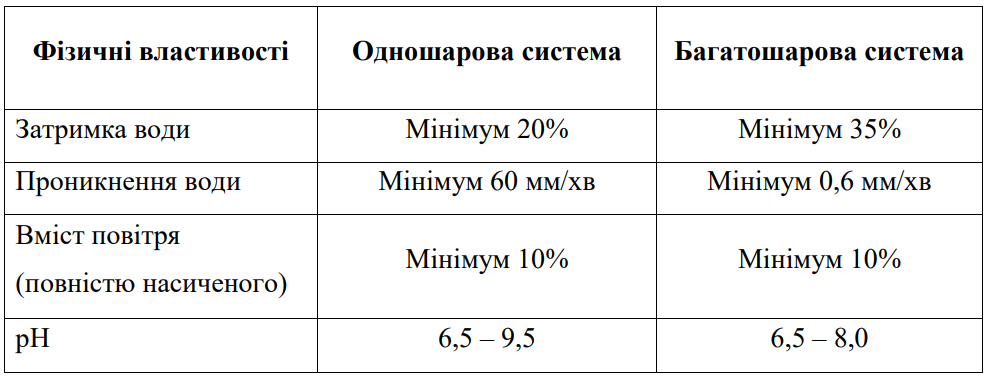 Фізичні властивості Одношарова система Багатошарова система
Затримка води Мінімум 20% Мінімум 35%
Проникнення води Мінімум 60 мм/хв Мінімум 0,6 мм/хв
Вміст повітря
(повністю насиченого) Мінімум 10% Мінімум 10%
pH 6,5 – 9,5 6,5 – 8,0